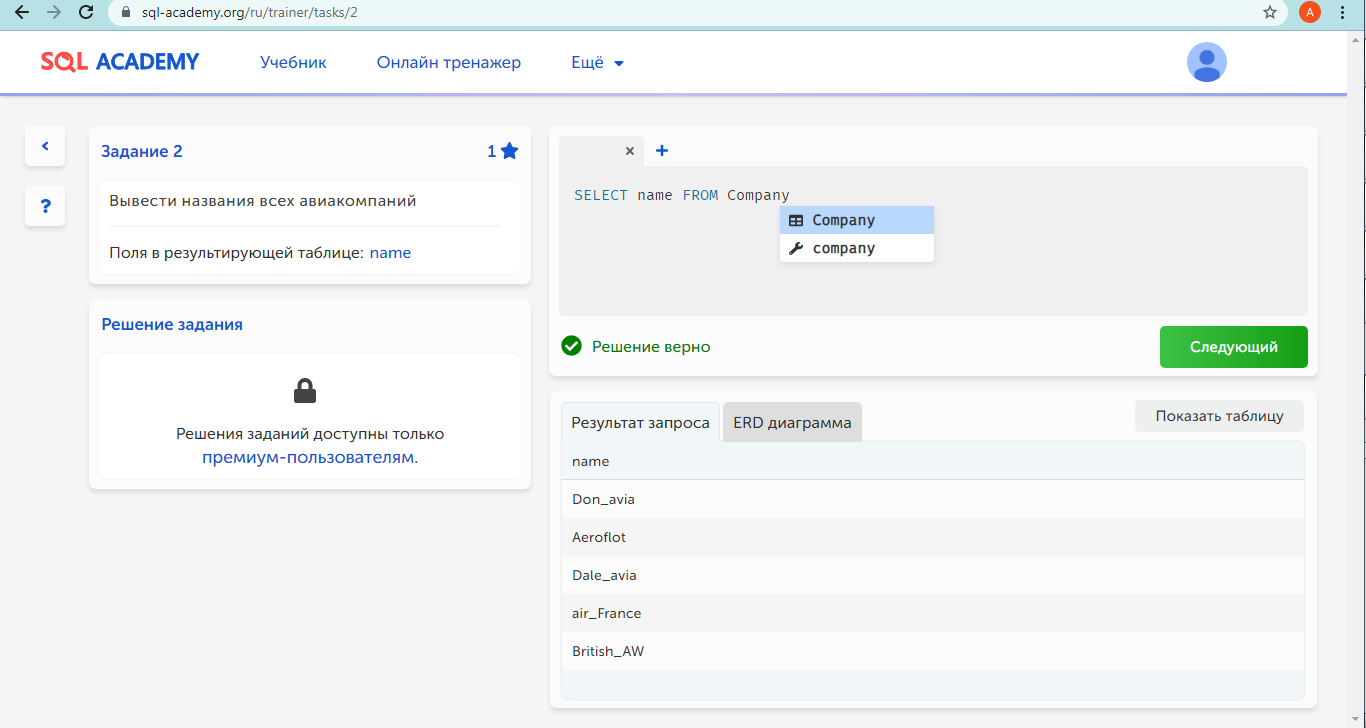 sql-academy.org/ru/trainer/tasks/2
A
SQL ACADEMY
Учебник
Онлайн тренажер
Ещё
Задание 2
1
Вывести названия всех авиакомпаний
Поля в результирующей таблице: name
?
Решение задания
Решения заданий доступны только
премиум-пользователям.
× +
SELECT name FROM Company
Company
company
Решение верно
Следующий
Результат запроса
ERD диаграмма
Показать таблицу
name
Don_avia
Aeroflot
Dale_avia
air_France
British_AW